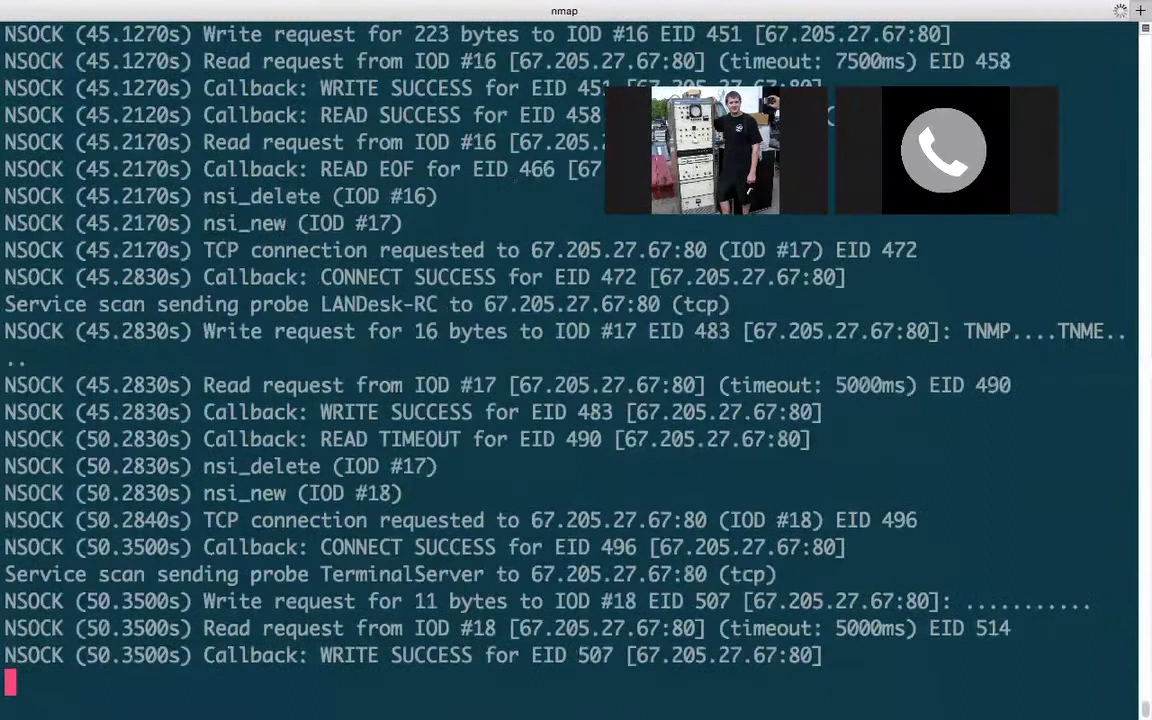 nmap
NSOCK (45.1270s) Write request for 223 bytes to IOD #16 EID 451 [67.205.27.67:80]
NSOCK (45.1270s) Read request from IOD #16 [67.205.27.67:80] (timeout: 7500ms) EID 458
NSOCK (45.1270s) Callback: WRITE SUCCESS for EID 451 [67.205.27.67:80]
NSOCK (45.2120s) Callback: READ SUCCESS for EID 458
NSOCK (45.2170s) Read request from IOD #16 [67.205.
NSOCK (45.2170s) Callback: READ EOF for EID 466 [67
NSOCK (45.2170s) nsi_delete (IOD #16)
NSOCK (45.2170s) nsi_new (IOD #17)
NSOCK (45.2170s) TCP connection requested to 67.205.27.67:80 (IOD #17) EID 472
NSOCK (45.2830s) Callback: CONNECT SUCCESS for EID 472 [67.205.27.67:80]
Service scan sending probe LANDesk-RC to 67.205.27.67:80 (tcp)
NSOCK (45.2830s) Write request for 16 bytes to IOD #17 EID 483 [67.205.27.67:80]: TNMP....TNME..
..
NSOCK (45.2830s) Read request from IOD #17 [67.205.27.67:80] (timeout: 5000ms) EID 490
NSOCK (45.2830s) Callback: WRITE SUCCESS for EID 483 [67.205.27.67:80]
NSOCK (50.2830s) Callback: READ TIMEOUT for EID 490 [67.205.27.67:80]
NSOCK (50.2830s) nsi_delete (IOD #17)
NSOCK (50.2830s) nsi_new (IOD #18)
NSOCK (50.2840s) TCP connection requested to 67.205.27.67:80 (IOD #18) EID 496
NSOCK (50.3500s) Callback: CONNECT SUCCESS for EID 496 [67.205.27.67:80]
Service scan sending probe TerminalServer to 67.205.27.67:80 (tcp)
NSOCK (50.3500s) Write request for 11 bytes to IOD #18 EID 507 [67.205.27.67:80]: ...........
NSOCK (50.3500s) Read request from IOD #18 [67.205.27.67:80] (timeout: 5000ms) EID 514
NSOCK (50.3500s) Callback: WRITE SUCCESS for EID 507 [67.205.27.67:80]